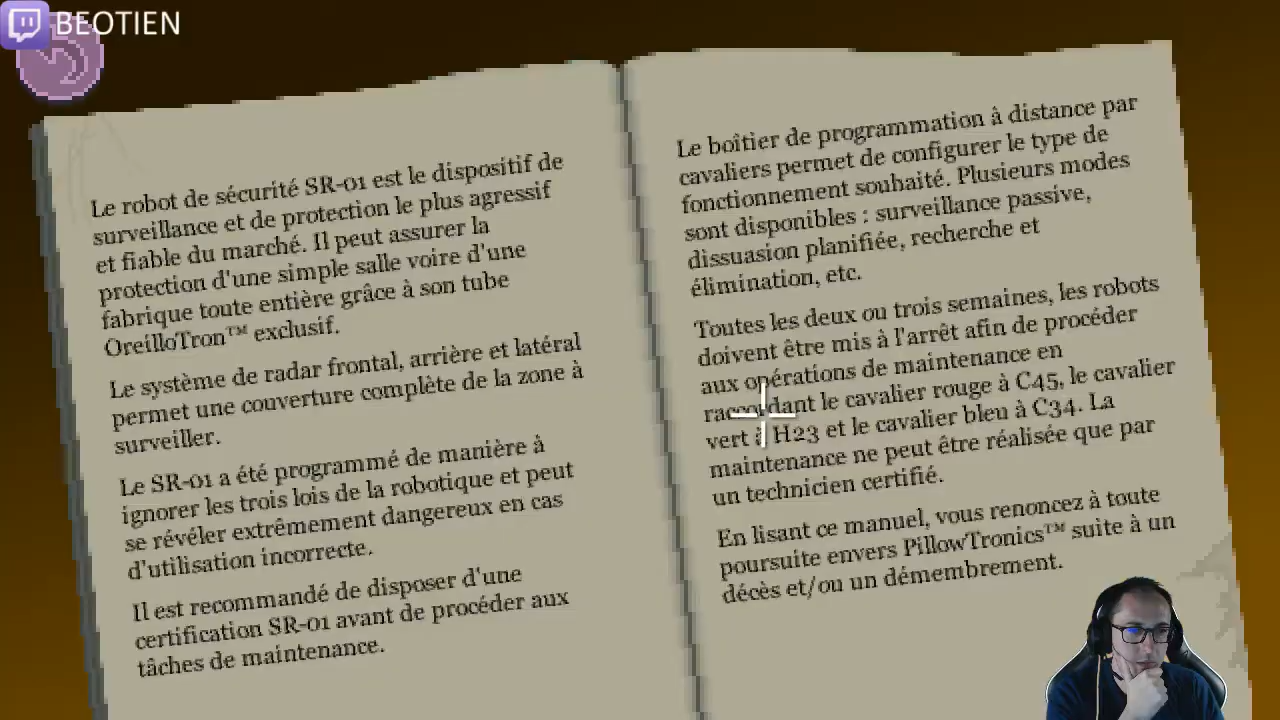 BEOTIEN
Le robot de sécurité SR-01 est le dispositif de
surveillance et de protection le plus agressif
et fiable du marché. Il peut assurer la
protection d'une simple salle voire d'une
fabrique toute entière grâce à son tube
OreilloTron™ exclusif.
Le système de radar frontal, arrière et latéral
permet une couverture complète de la zone à
surveiller.
Le SR-01 a été programmé de manière à
ignorer les trois lois de la robotique et peut
se révéler extrêmement dangereux en cas
d'utilisation incorrecte.
Il est recommandé de disposer d'une
certification SR-01 avant de procéder aux
tâches de maintenance.
Le boîtier de programmation à distance par
cavaliers permet de configurer le type de
fonctionnement souhaité. Plusieurs modes
sont disponibles : surveillance passive,
dissuasion planifiée, recherche et
élimination, etc.
Toutes les deux ou trois semaines, les robots
doivent être mis à l'arrêt afin de procéder
aux opérations de maintenance en
raccordant le cavalier rouge à C45, le cavalier
vert à H23 et le cavalier bleu à C34. La
maintenance ne peut être réalisée que par
un technicien certifié.
En lisant ce manuel, vous renoncez à toute
poursuite envers PillowTronics™ suite à un
décès et/ou un démembrement.